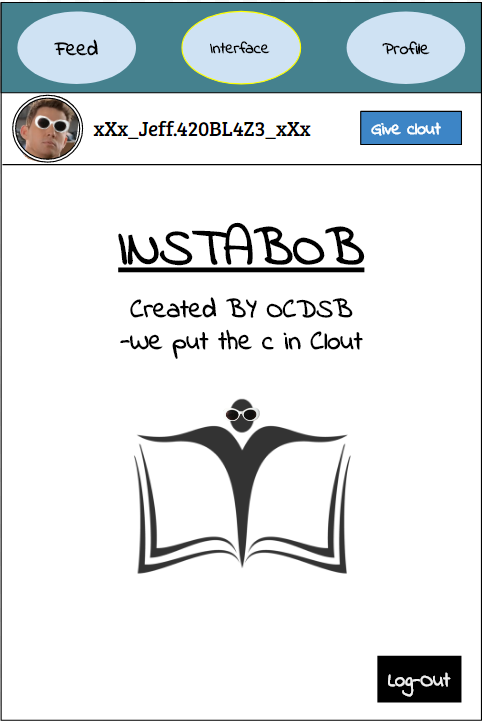 Feed
Interface
Profile
xXx_Jeff.420BL4Z3_xXx
Give clout
INSTABOB
Created BY OCDSB
-We put the c in Clout
Log-Out